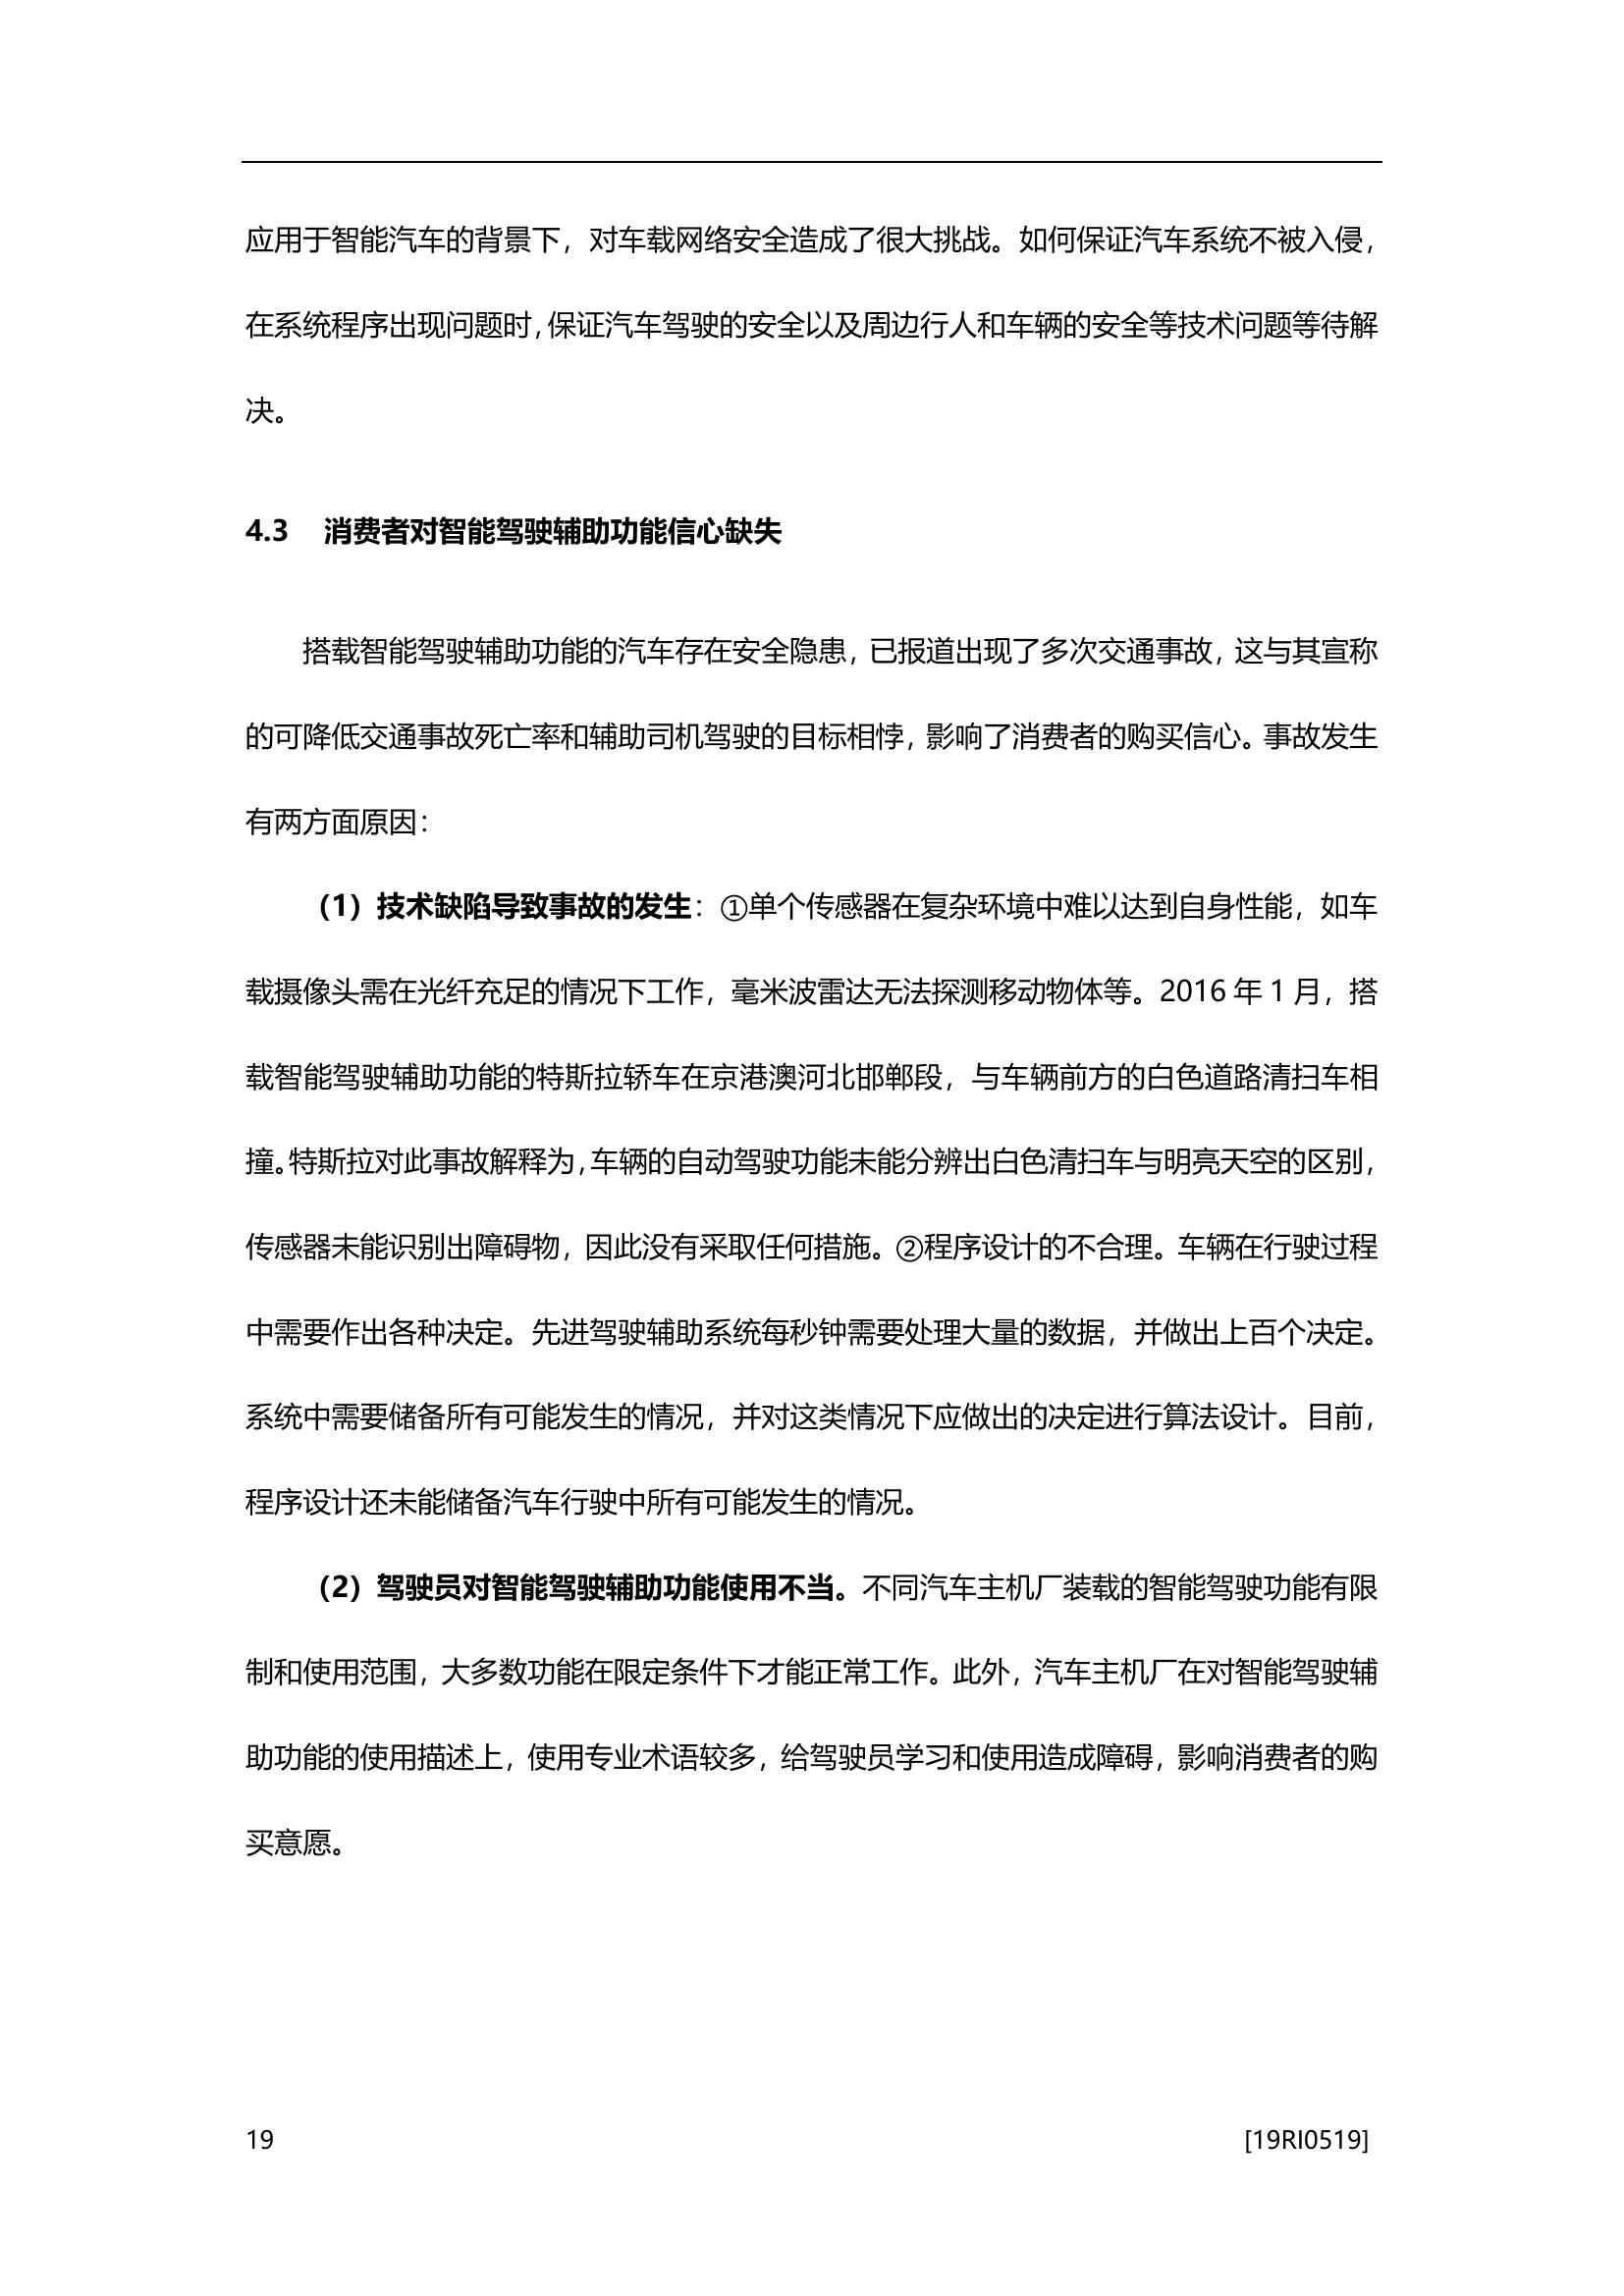 应用于智能汽车的背景下，对车载网络安全造成了很大挑战。如何保证汽车系统不被入侵，
在系统程序出现问题时，保证汽车驾驶的安全以及周边行人和车辆的安全等技术问题等待解
决。
4.3 消费者对智能驾驶辅助功能信心缺失
搭载智能驾驶辅助功能的汽车存在安全隐患，已报道出现了多次交通事故，这与其宣称
的可降低交通事故死亡率和辅助司机驾驶的目标相悖，影响了消费者的购买信心。事故发生
有两方面原因：
（1）技术缺陷导致事故的发生：①单个传感器在复杂环境中难以达到自身性能，如车
载摄像头需在光纤充足的情况下工作，毫米波雷达无法探测移动物体等。2016 年 1 月，搭
载智能驾驶辅助功能的特斯拉轿车在京港澳河北邯郸段，与车辆前方的白色道路清扫车相
撞。特斯拉对此事故解释为，车辆的自动驾驶功能未能分辨出白色清扫车与明亮天空的区别，
传感器未能识别出障碍物，因此没有采取任何措施。②程序设计的不合理。车辆在行驶过程
中需要作出各种决定。先进驾驶辅助系统每秒钟需要处理大量的数据，并做出上百个决定。
系统中需要储备所有可能发生的情况，并对这类情况下应做出的决定进行算法设计。目前，
程序设计还未能储备汽车行驶中所有可能发生的情况。
（2）驾驶员对智能驾驶辅助功能使用不当。不同汽车主机厂装载的智能驾驶功能有限
制和使用范围，大多数功能在限定条件下才能正常工作。此外，汽车主机厂在对智能驾驶辅
助功能的使用描述上，使用专业术语较多，给驾驶员学习和使用造成障碍，影响消费者的购
买意愿。
19 [19RI0519]